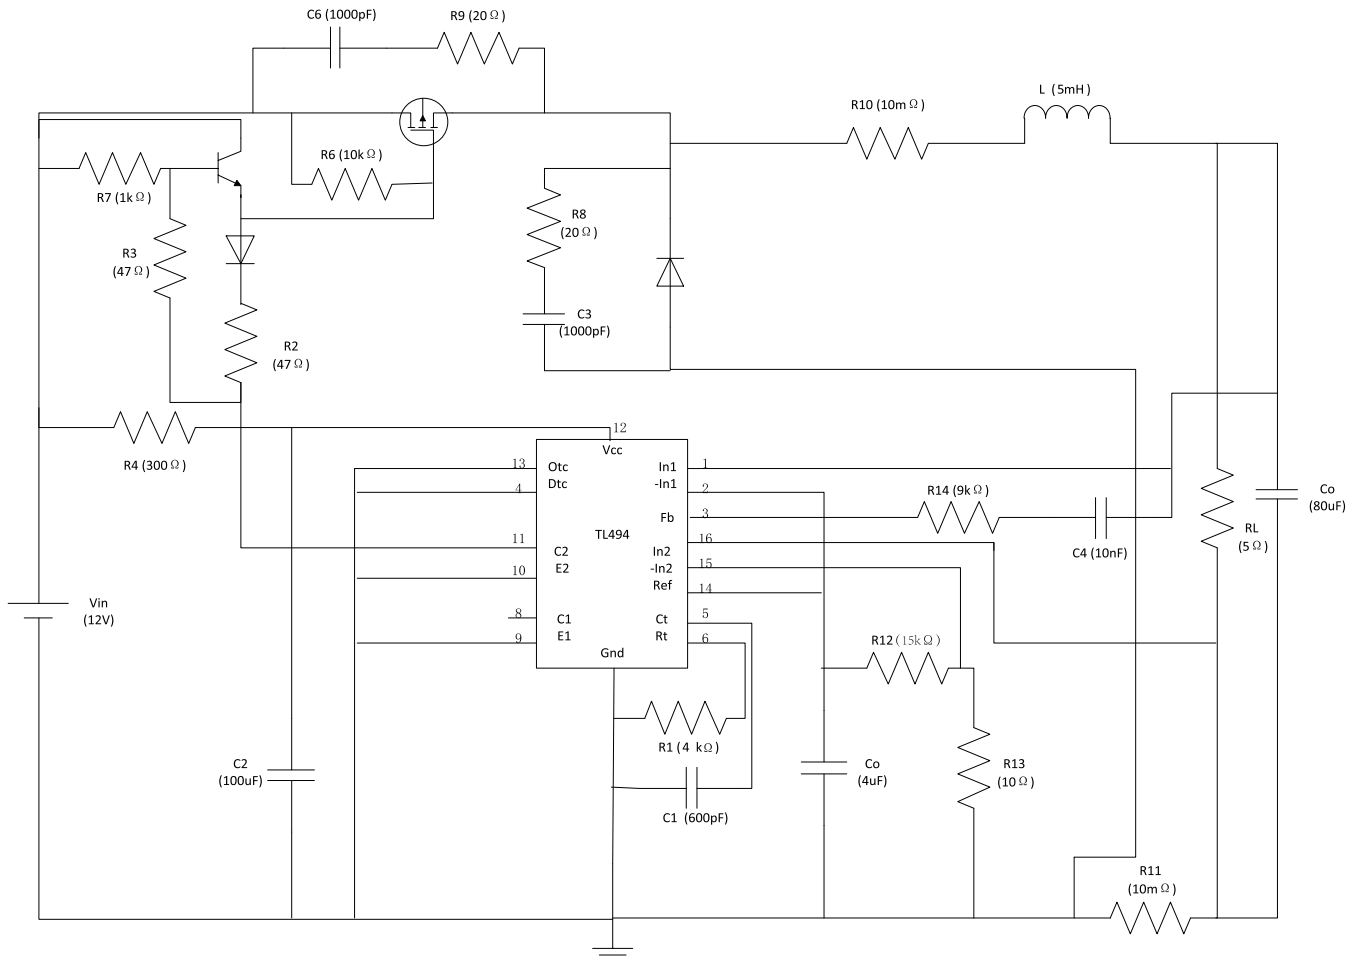 C6 (1000pF)
R9 (20Ω)
L (5mH)
R10 (10mΩ)
R6 (10kΩ)
R7 (1kΩ)
R8
(20Ω)
R3
(47Ω)
C3
(1000pF)
R2
(47Ω)
R4 (300Ω)
12
Vcc
13
Otc
In1
1
4
Dtc
-In1
2
R14 (9kΩ)
Co
(80uF)
3
Fb
TL494
RL
(5Ω)
C4 (10nF)
11
C2
In2
16
10
E2
-In2
15
Ref
14
Vin
(12V)
8
C1
Ct
5
9
E1
Rt
6
Gnd
R12 (15kΩ)
R1 (4 kΩ)
C2
(100uF)
Co
(4uF)
R13
(10Ω)
C1 (600pF)
R11
(10mΩ)